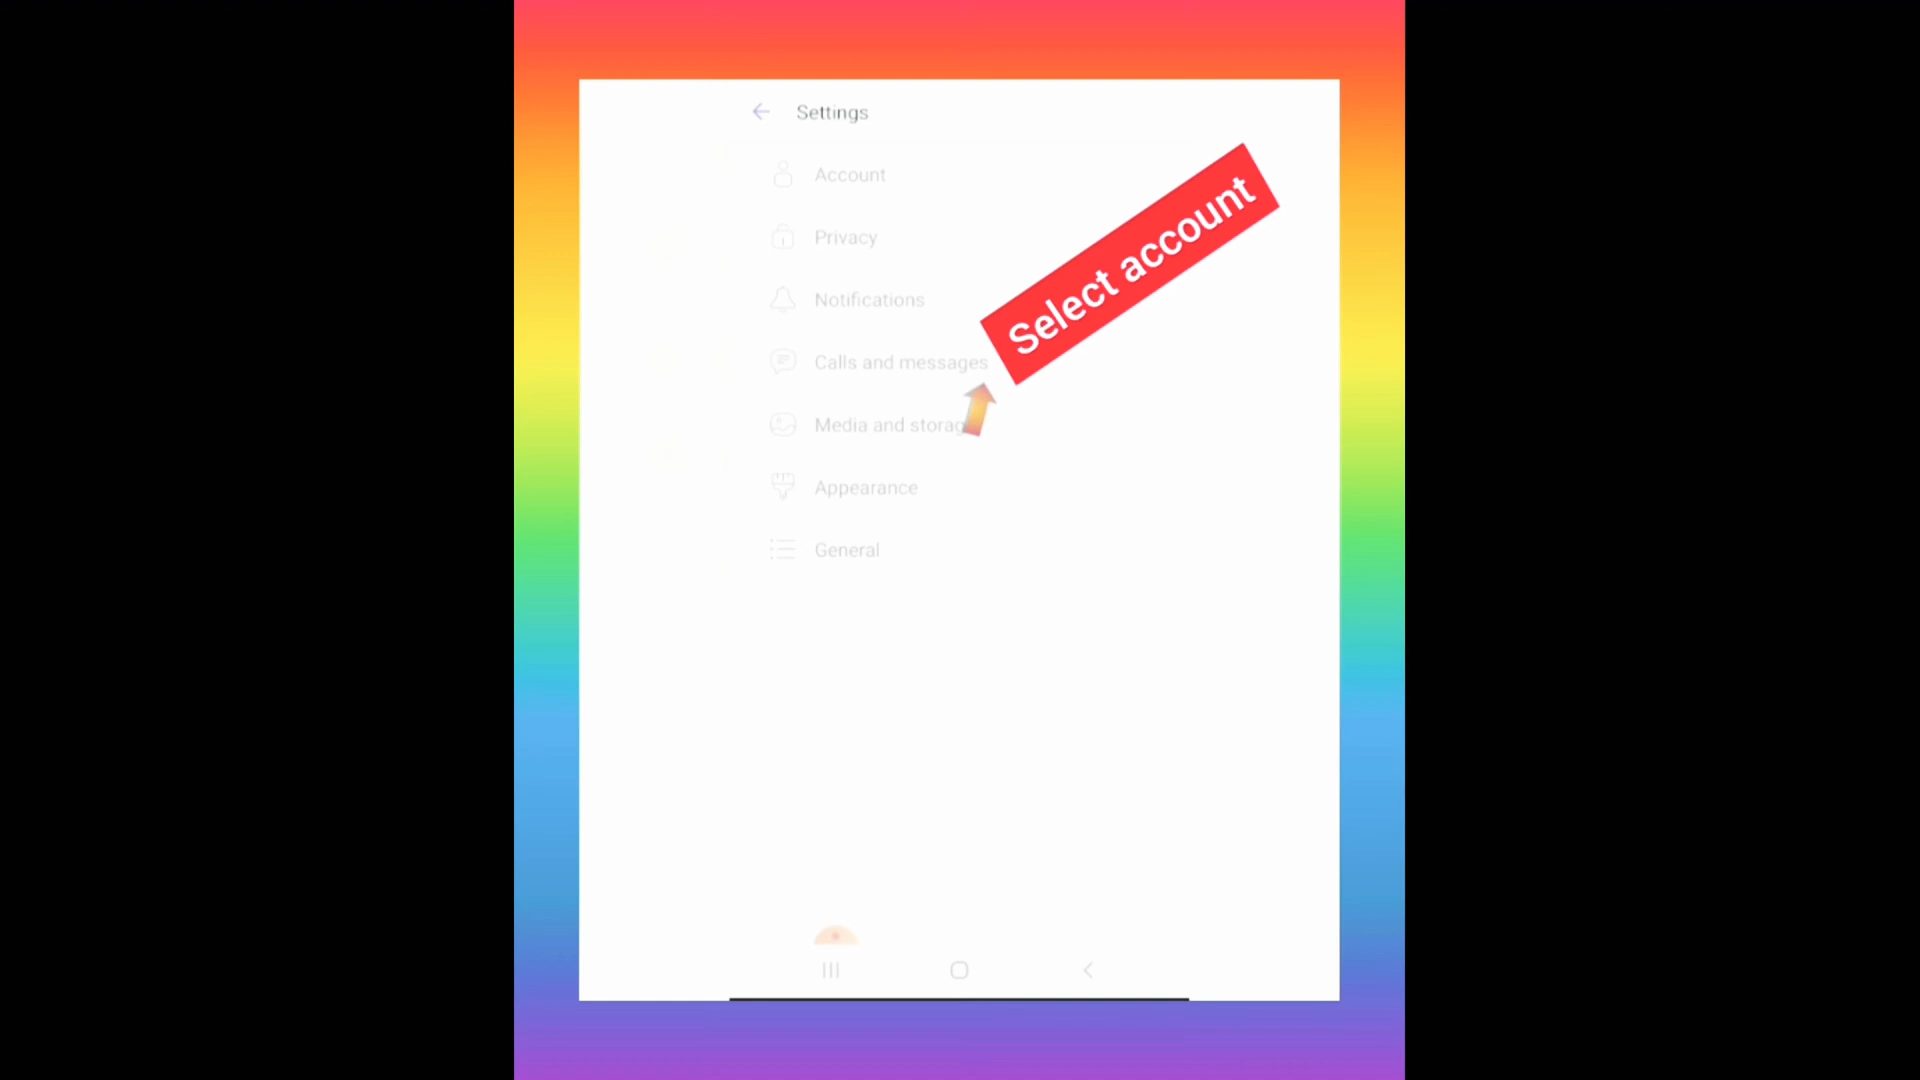 Settings
Account
Privacy
Select account
Notifications
Calls and messages
Media and storag
Appearance
General